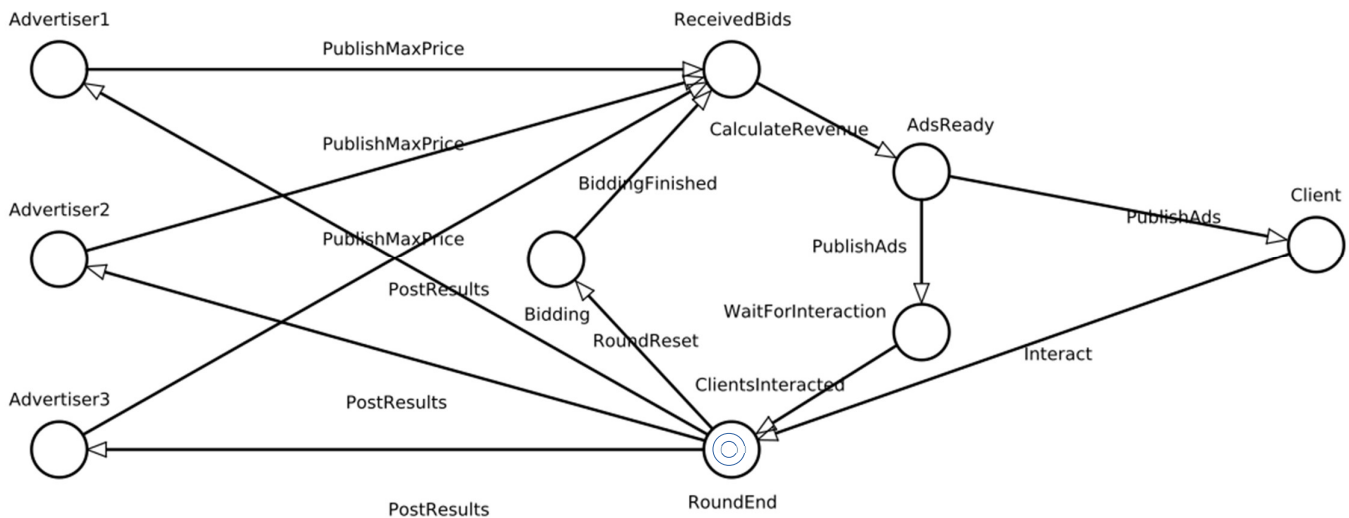 Advertiser1
ReceivedBids
PublishMaxPrice
CalculateRevenue
AdsReady
PublishMaxPrice
BiddingFinished
Client
Advertiser2
PublishAds
PublishMaxPrice
PublishAds
PostResults
Bidding
WaitForInteraction
RoundReset
Interact
ClientsInteracted
Advertiser3
PostResults
RoundEnd
PostResults